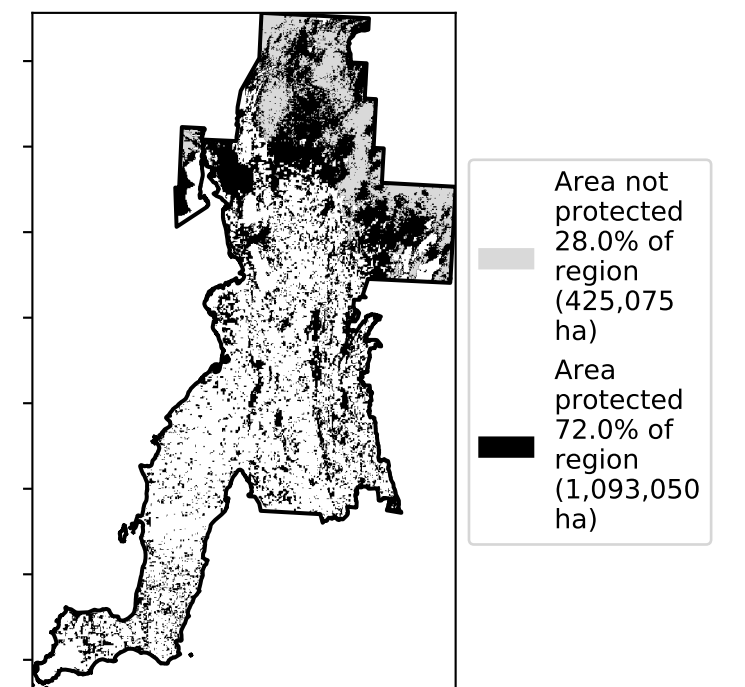 Area not
protected
28.0% of
region
(425,075
ha)
Area
protected
72.0% of
region
(1,093,050
ha)